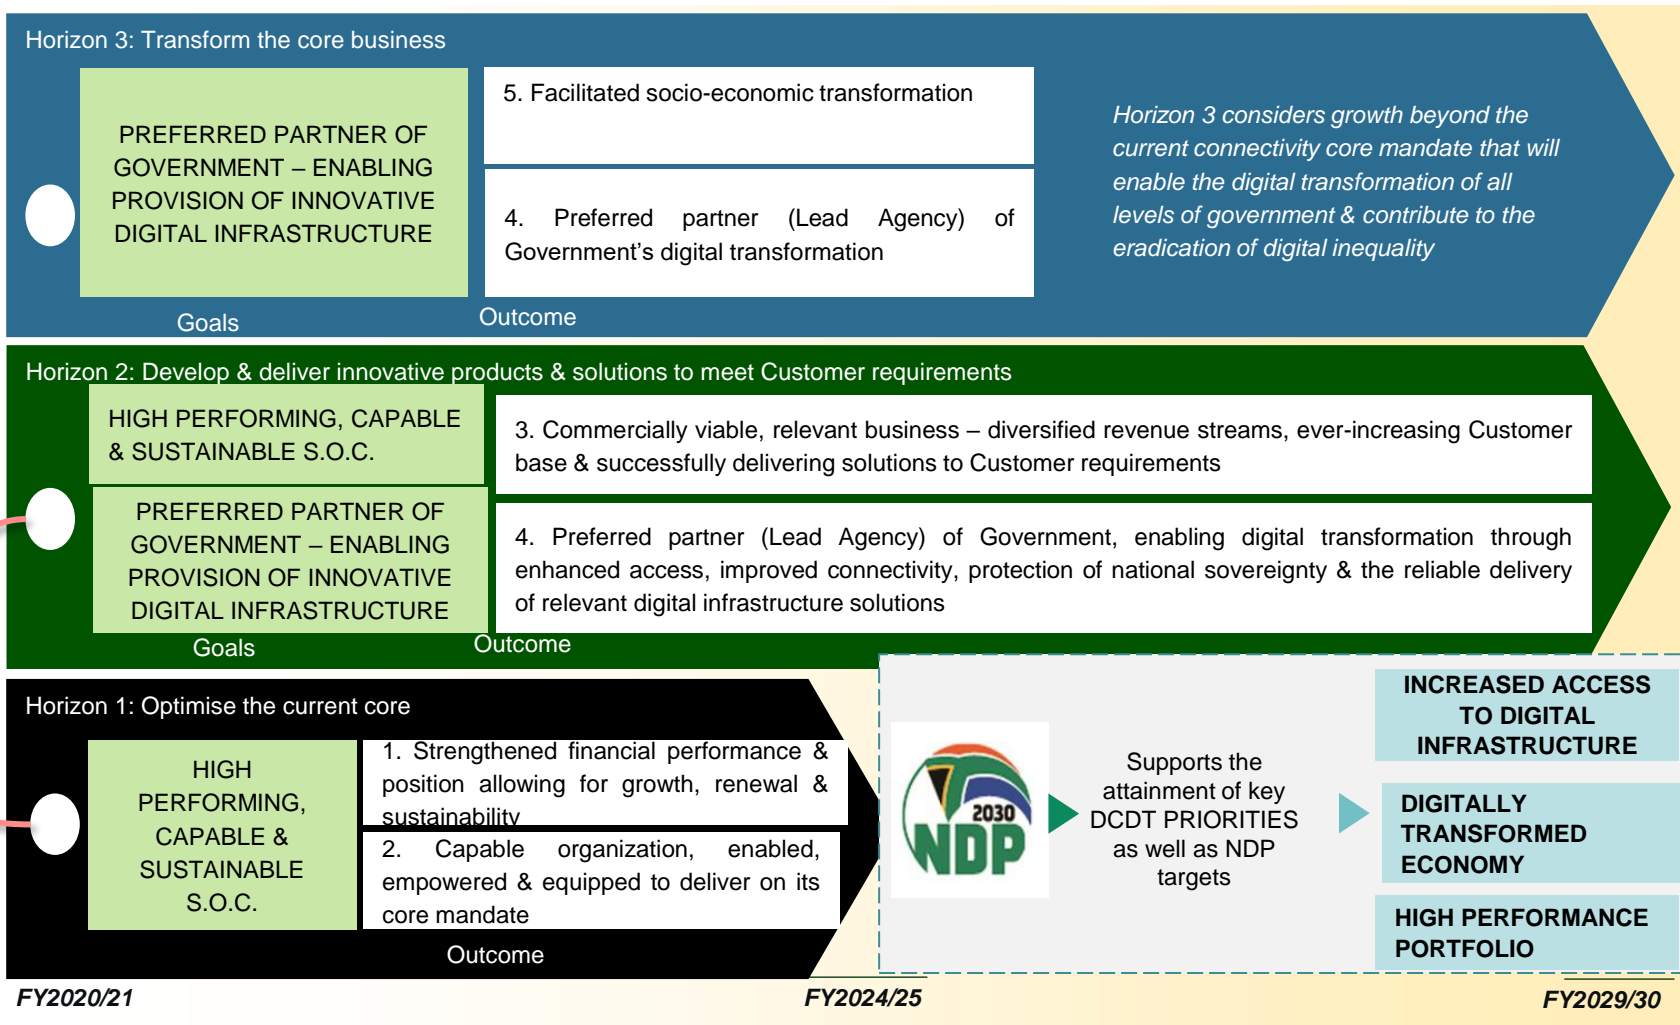 Horizon 3: Transform the core business
PREFERRED PARTNER OF
GOVERNMENT – ENABLING
PROVISION OF INNOVATIVE
DIGITAL INFRASTRUCTURE
5. Facilitated socio-economic transformation
4. Preferred partner (Lead Agency) of
Government’s digital transformation
Horizon 3 considers growth beyond the
current connectivity core mandate that will
enable the digital transformation of all
levels of government & contribute to the
eradication of digital inequality
Goals
Outcome
Horizon 2: Develop & deliver innovative products & solutions to meet Customer requirements
HIGH PERFORMING, CAPABLE
& SUSTAINABLE S.O.C.
3. Commercially viable, relevant business – diversified revenue streams, ever-increasing Customer
base & successfully delivering solutions to Customer requirements
PREFERRED PARTNER OF
GOVERNMENT – ENABLING
PROVISION OF INNOVATIVE
DIGITAL INFRASTRUCTURE
4. Preferred partner (Lead Agency) of Government, enabling digital transformation through
enhanced access, improved connectivity, protection of national sovereignty & the reliable delivery
of relevant digital infrastructure solutions
Goals
Outcome
Horizon 1: Optimise the current core
HIGH
PERFORMING,
CAPABLE &
SUSTAINABLE
S.O.C.
1. Strengthened financial performance &
position allowing for growth, renewal &
sustainability
2. Capable organization, enabled,
empowered & equipped to deliver on its
core mandate
Outcome
2030
NDP
Supports the
attainment of key
DCDT PRIORITIES
as well as NDP
targets
INCREASED ACCESS
TO DIGITAL
INFRASTRUCTURE
DIGITALLY
TRANSFORMED
ECONOMY
HIGH PERFORMANCE
PORTFOLIO
FY2020/21
FY2024/25
FY2029/30